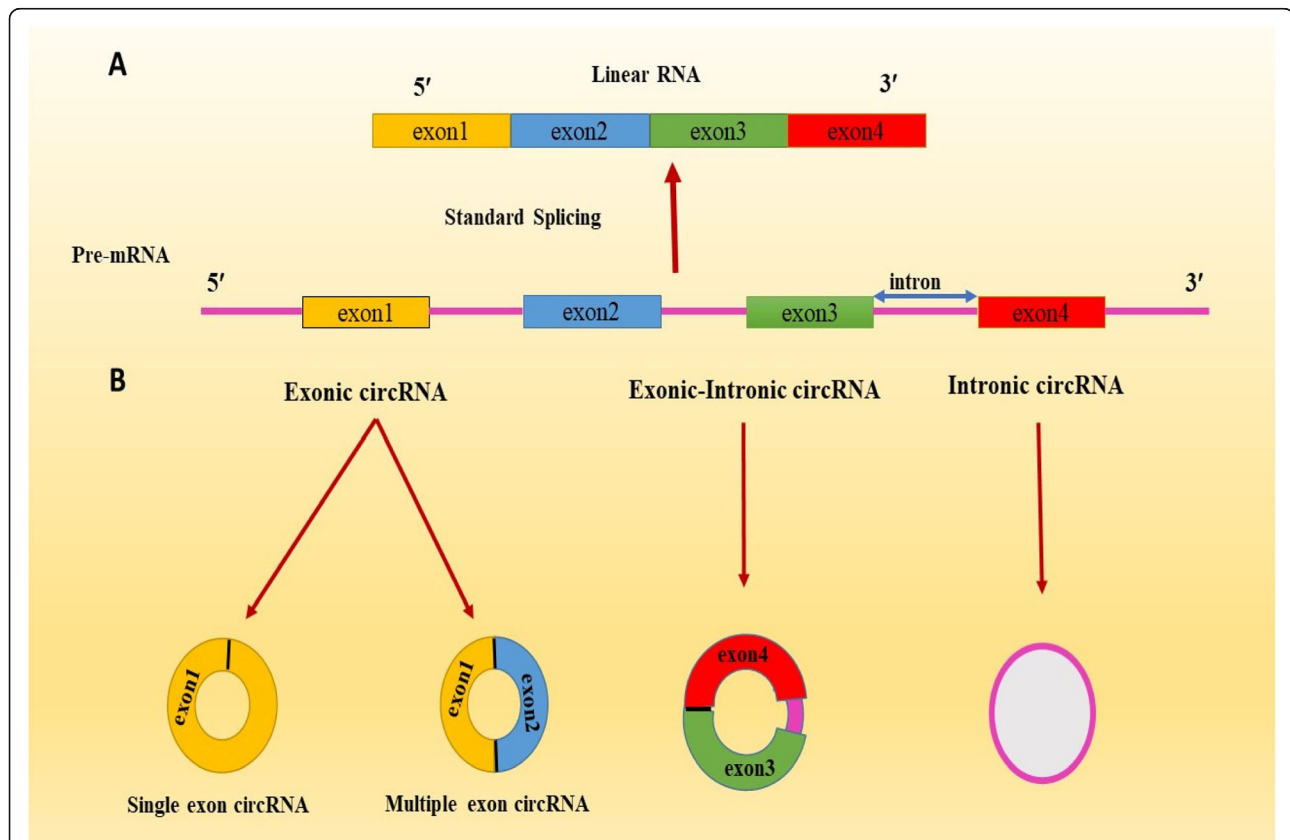 A
Linear RNA
5′ 3′
exon1 exon2 exon3 exon4
Standard Splicing
Pre-mRNA
5′ intron 3′
exon1 exon2 exon3 exon4
B
Exonic circRNA Exonic-Intronic circRNA Intronic circRNA
exon1 exon1 exon2 exon4
exon3
Single exon circRNA Multiple exon circRNA